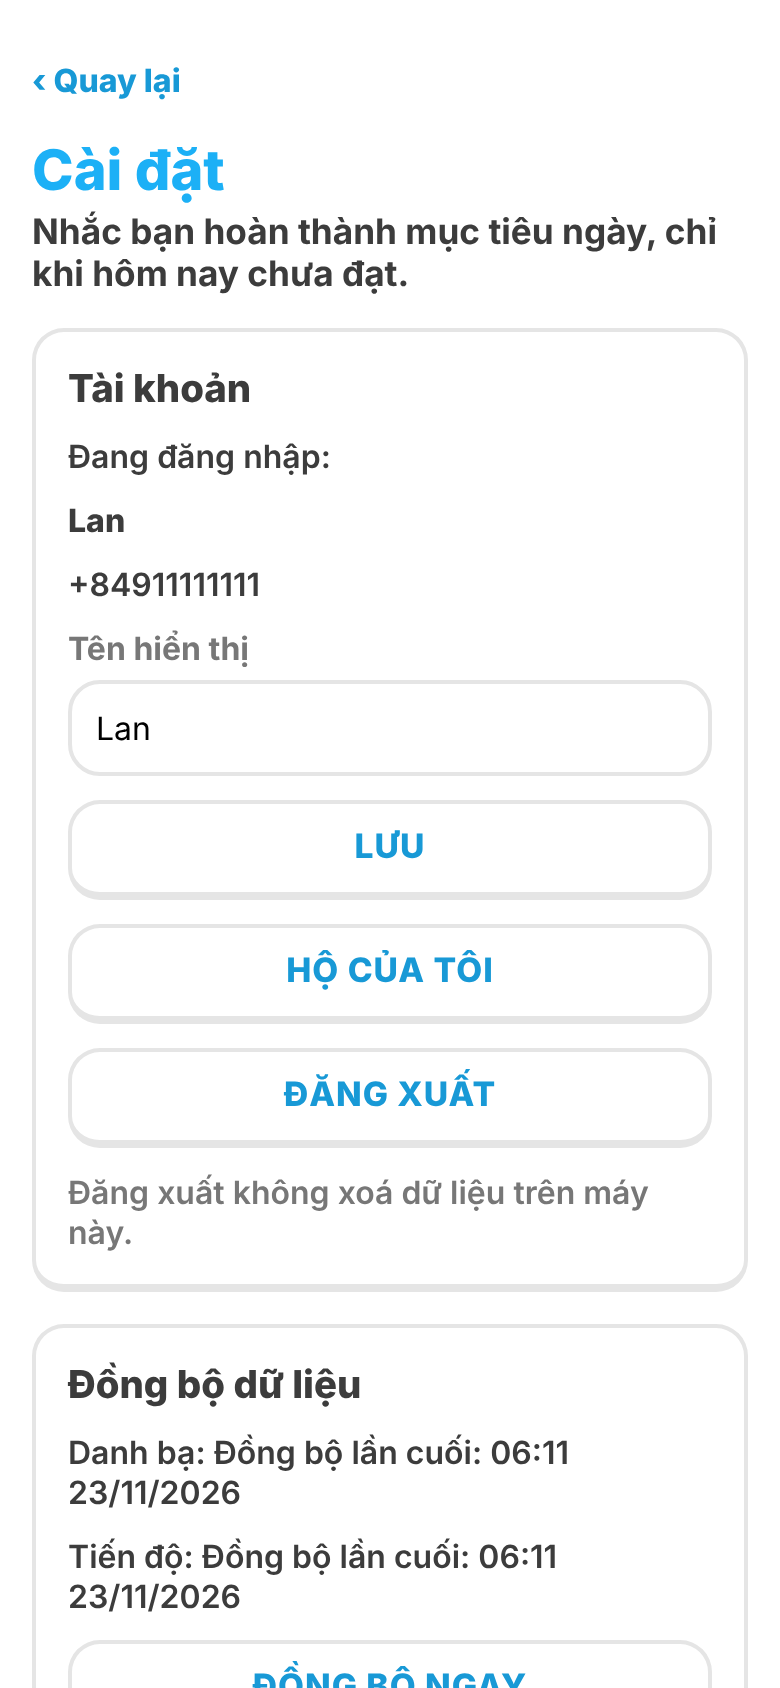 ‹ Quay lại
Cài đặt
Nhắc bạn hoàn thành mục tiêu ngày, chỉ
khi hôm nay chưa đạt.
Tài khoản
Đang đăng nhập:
Lan
+84911111111
Tên hiển thị
Lan
LƯU
HỘ CỦA TÔI
ĐĂNG XUẤT
Đăng xuất không xoá dữ liệu trên máy
này.
Đồng bộ dữ liệu
Danh bạ: Đồng bộ lần cuối: 06:11
23/11/2026
Tiến độ: Đồng bộ lần cuối: 06:11
23/11/2026
ĐỒNG BỘ NGAY